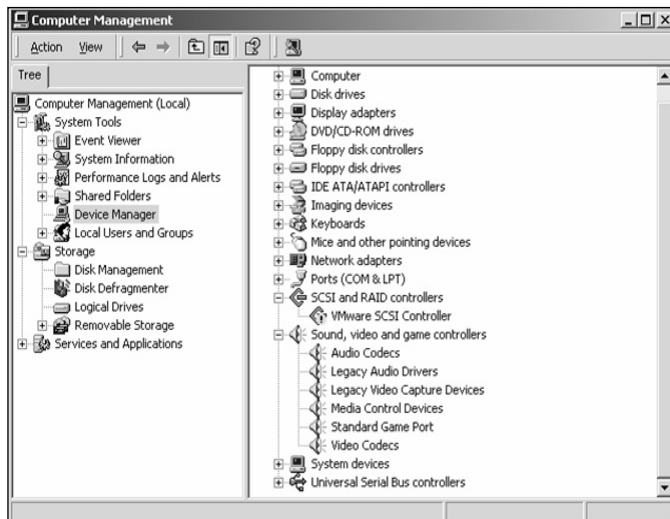 Computer Management
Action View
Tree
Computer Management (Local)
System Tools
Event Viewer
System Information
Performance Logs and Alerts
Shared Folders
Device Manager
Local Users and Groups
Storage
Disk Management
Disk Defragmenter
Logical Drives
Removable Storage
Services and Applications
Computer
Disk drives
Display adapters
DVD/CD-ROM drives
Floppy disk controllers
Floppy disk drives
IDE ATA/ATAPI controllers
Imaging devices
Keyboards
Mice and other pointing devices
Network adapters
Ports (COM & LPT)
SCSI and RAID controllers
VMware SCSI Controller
Sound, video and game controllers
Audio Codecs
Legacy Audio Drivers
Legacy Video Capture Devices
Media Control Devices
Standard Game Port
Video Codecs
System devices
Universal Serial Bus controllers